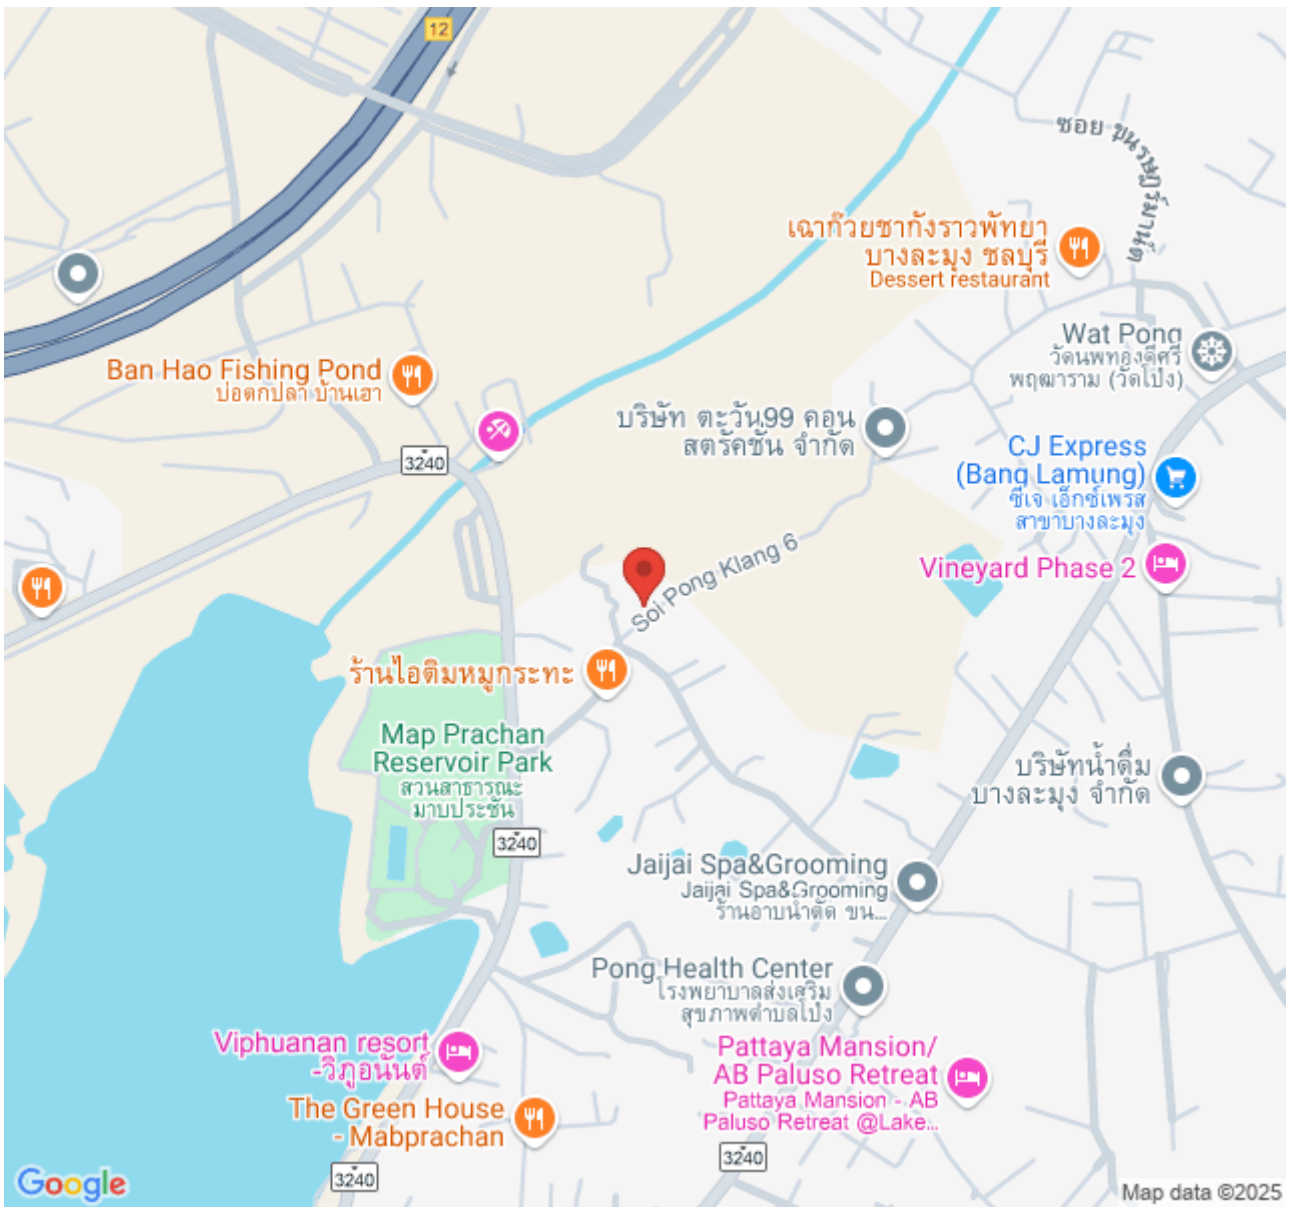 12
ซอย ขุนราษฎร์มานัต
เฉาก๊วยชากังราวพัทยา
บางละมุง ชลบุรี
Dessert restaurant
Wat Pong
วัดนพทองดีศรี
พฤฒาราม (วัดโป่ง)
Ban Hao Fishing Pond
บ่อตกปลา บ้านเฮา
บริษัท ตะวัน99 คอน
สตรัคชัน จำกัด
3240
CJ Express
(Bang Lamung)
ซีเจ เอ็กซ์เพรส
สาขาบางละมุง
Vineyard Phase 2
Soi Pong Klang 6
ร้านไอติมหมูกระทะ
Map Prachan
Reservoir Park
สวนสาธารณะ
มาบประชัน
บริษัทน้ำดื่ม
บางละมุง จำกัด
3240
Jaijai Spa&Grooming
Jaijai Spa&Grooming
ร้านอาบน้ำตัด ขน...
Pong Health Center
โรงพยาบาลส่งเสริม
สุขภาพตำบลโป่ง
Viphuanan resort
-วิภูอนันต์
Pattaya Mansion/
AB Paluso Retreat
Pattaya Mansion - AB
Paluso Retreat @Lake...
The Green House
- Mabprachan
3240
3240
Google
Map data ©2025